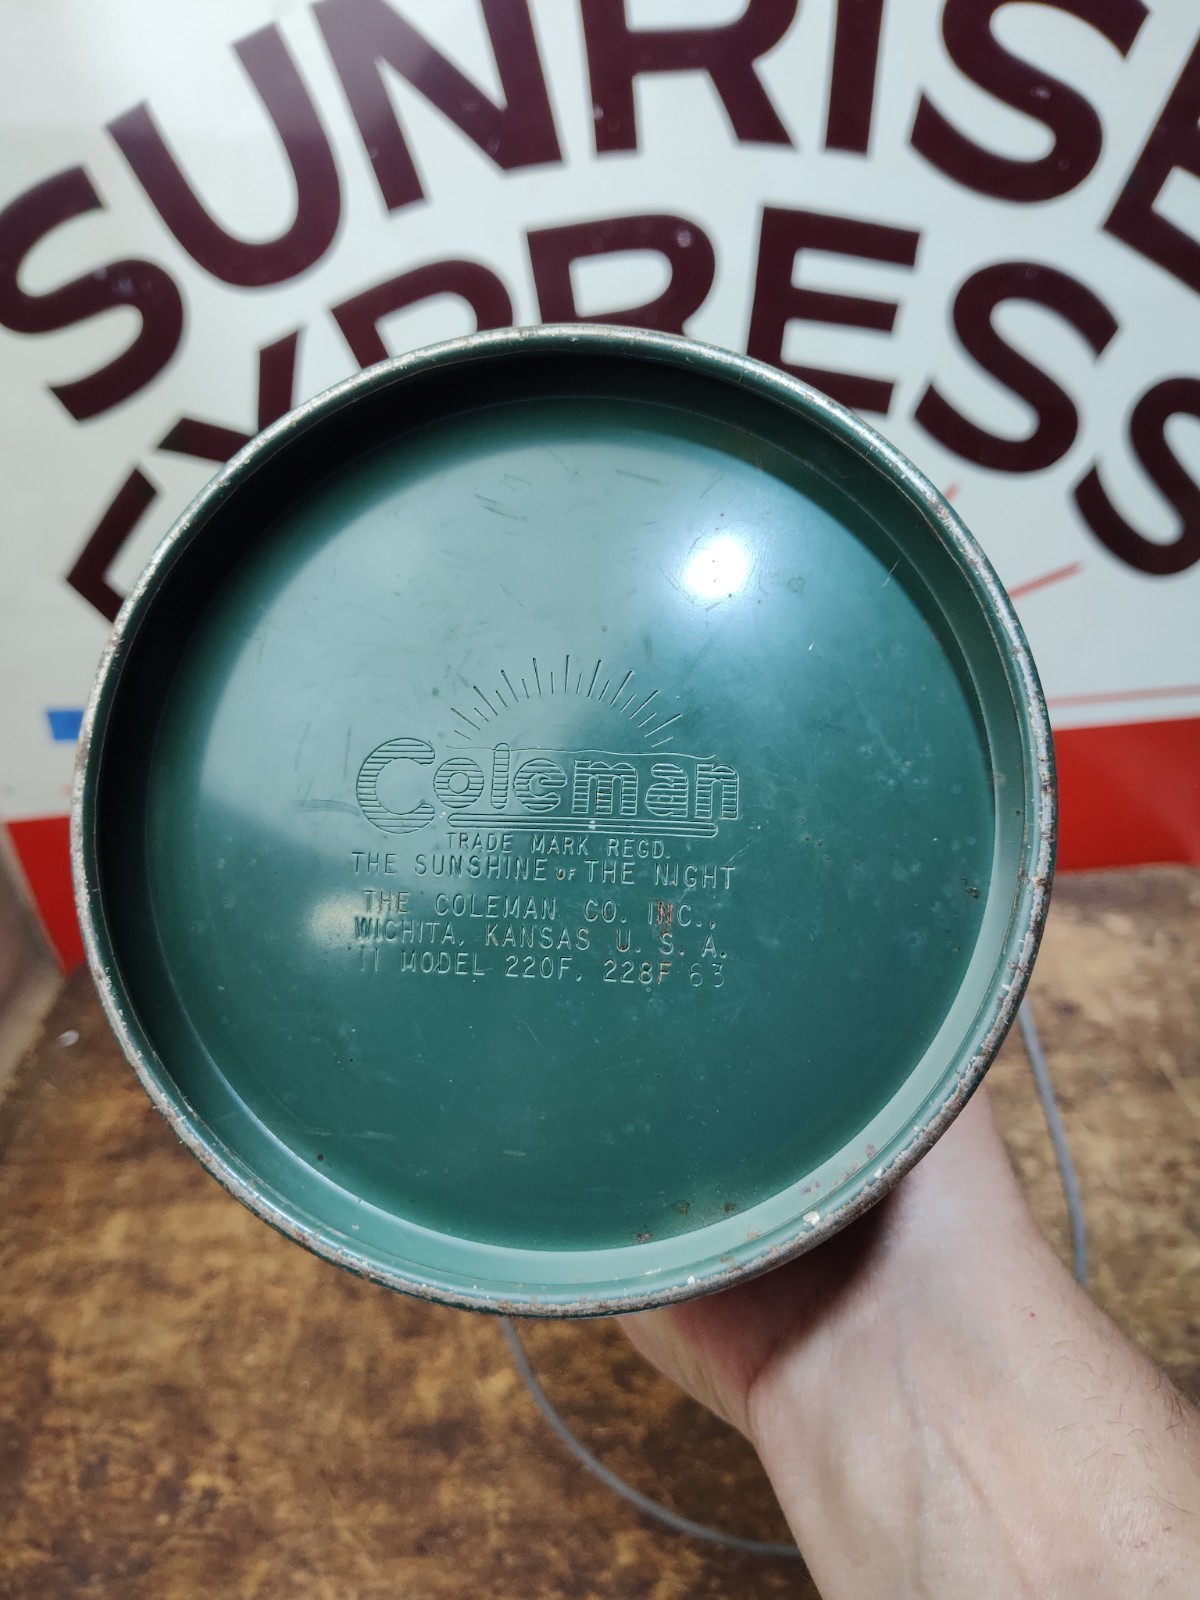 SUNRISE
EXPRESS
Coleman
TRADE MARK REGD.
THE SUNSHINE OF THE NIGHT
THE COLEMAN CO. INC.,
WICHITA, KANSAS U. S. A.
11 MODEL 220F, 228F 63